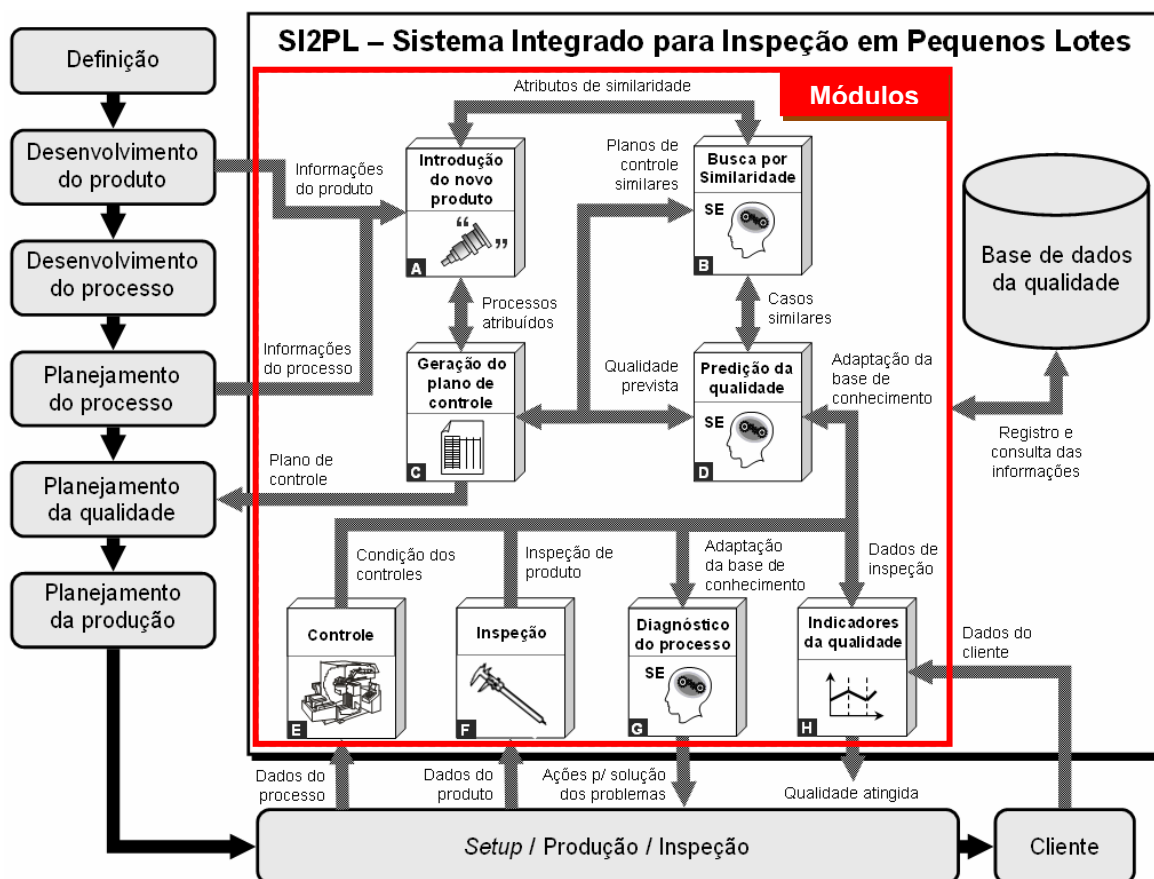 SI2PL – Sistema Integrado para Inspeção em Pequenos Lotes
Módulos
Definição
Desenvolvimento
do produto
Desenvolvimento
do processo
Planejamento
do processo
Planejamento
da qualidade
Planejamento
da produção
Atributos de similaridade
Informações
do produto
Introdução
do novo
produto
“ ”
A
Planos de
controle
similares
Busca por
Similaridade
SE
B
Base de dados
da qualidade
Processos
atribuídos
Casos
similares
Informações
do processo
Geração do
plano de
controle
C
Qualidade
prevista
Predição da
qualidade
SE
D
Adaptação da
base de
conhecimento
Registro e
consulta das
informações
Plano de
controle
Condição dos
controles
Inspeção de
produto
Adaptação
da base de
conhecimento
Dados de
inspeção
Controle
E
Inspeção
F
Diagnóstico
do processo
SE
G
Indicadores
da qualidade
H
Dados do
cliente
Dados do
processo
Dados do
produto
Ações p/ solução
dos problemas
Qualidade atingida
Setup / Produção / Inspeção
Cliente